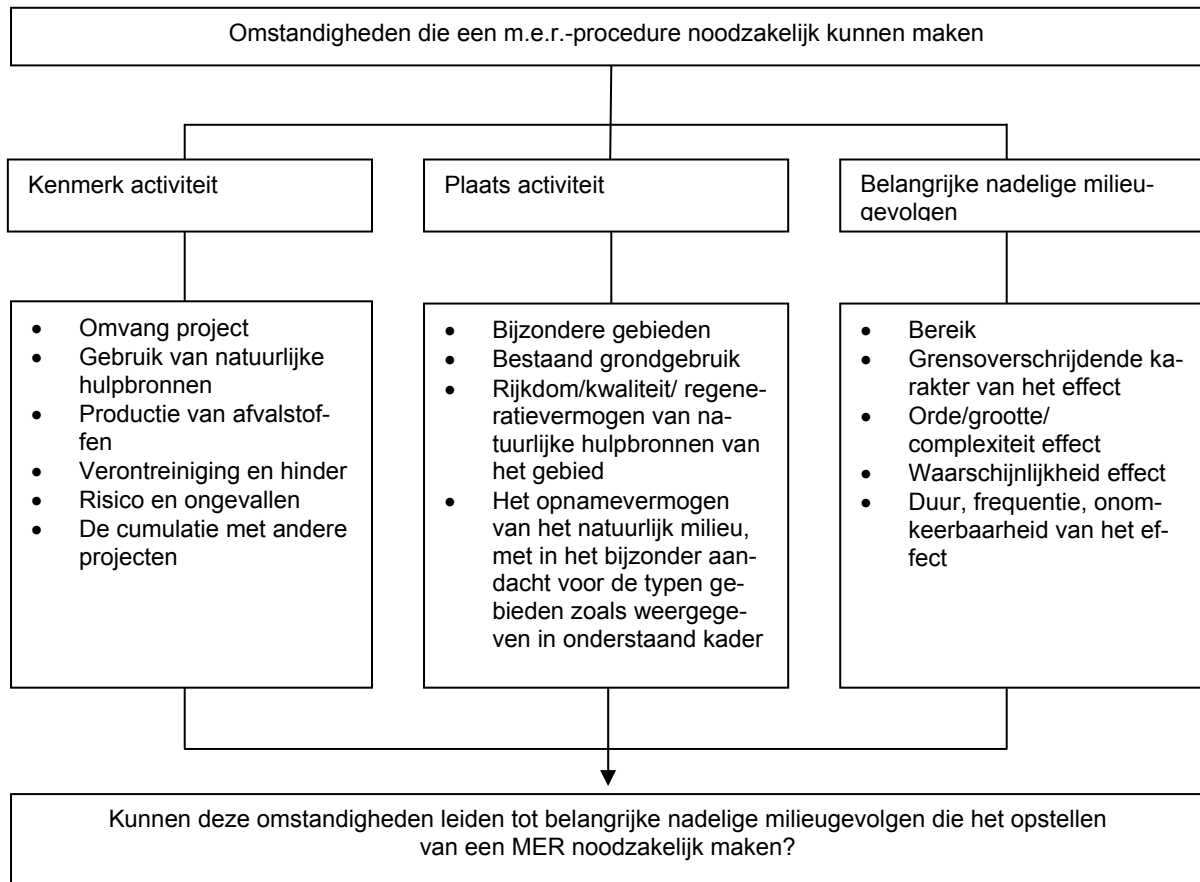 Omstandigheden die een m.e.r.-procedure noodzakelijk kunnen maken
Kenmerk activiteit
Plaats activiteit
Belangrijke nadelige milieu-
gevolgen
• Omvang project
• Gebruik van natuurlijke
hulpbronnen
• Productie van afvalstof-
fen
• Verontreiniging en hinder
• Risico en ongevallen
• De cumulatie met andere
projecten
• Bijzondere gebieden
• Bestaand grondgebruik
• Rijkdom/kwaliteit/ regene-
ratievermogen van na-
tuurlijke hulpbronnen van
het gebied
• Het opnamevermogen
van het natuurlijk milieu,
met in het bijzonder aan-
dacht voor de typen ge-
bieden zoals weergege-
ven in onderstaand kader
• Bereik
• Grensoverschrijdende ka-
rakter van het effect
• Orde/grootte/
complexiteit effect
• Waarschijnlijkheid effect
• Duur, frequentie, onom-
keerbaarheid van het ef-
fect
Kunnen deze omstandigheden leiden tot belangrijke nadelige milieugevolgen die het opstellen
van een MER noodzakelijk maken?